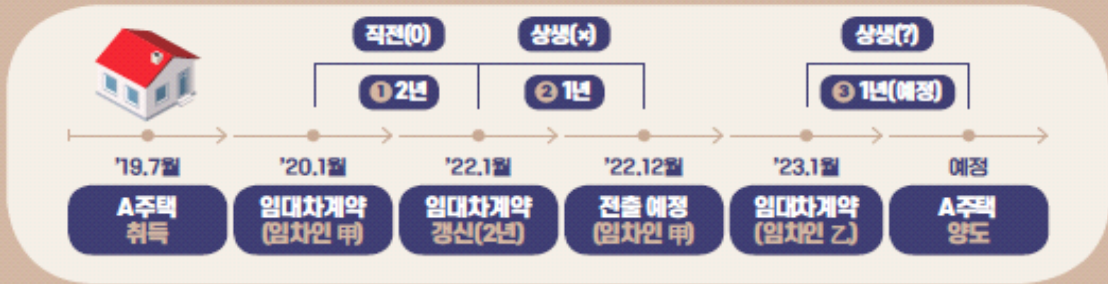 직전(0) 상생(×) 상생(?)
❶ 2년 ❷ 1년 ❸ 1년(예정)
'19.7월 '20.1월 '22.1월 '22.12월 '23.1월 예정
A주택 임대차계약 임대차계약 전출 예정 임대차계약 A주택
취득 (임차인 甲) 갱신(2년) (임차인 甲) (임차인 乙) 양도